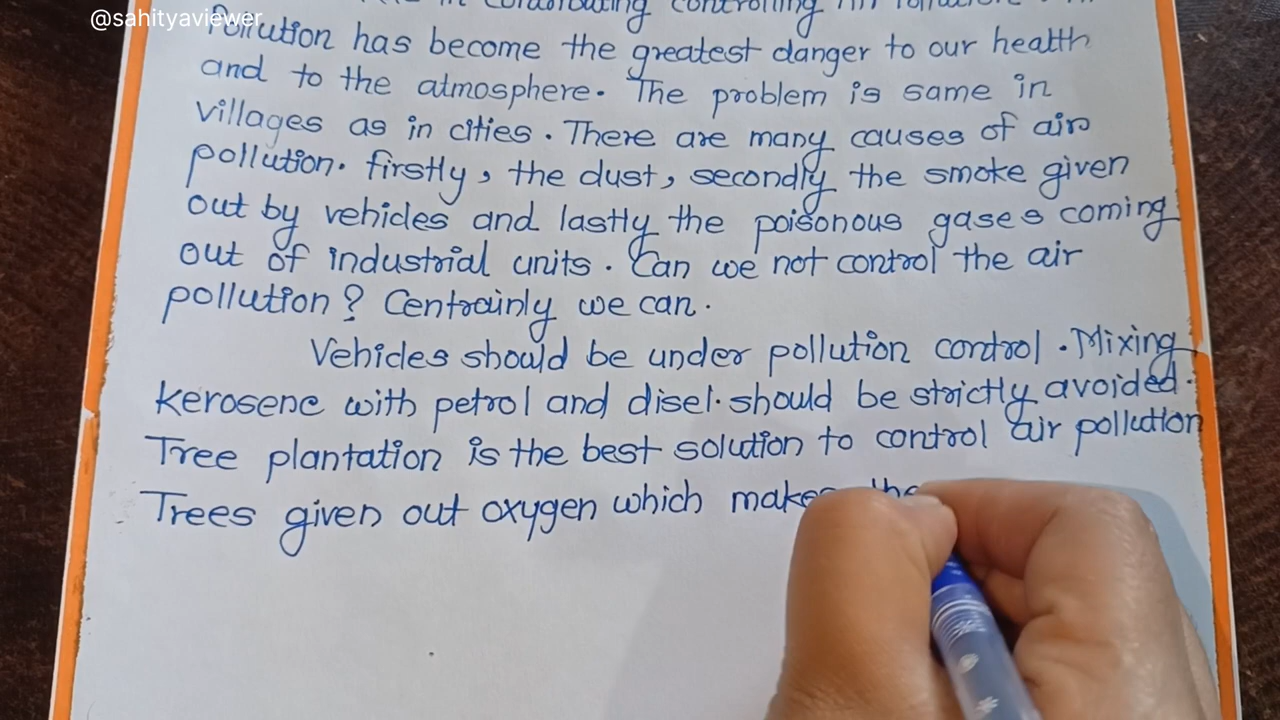 @sahityaviewer
in controlling
Pollution has become the greatest danger to our health
and to the atmosphere. The problem is same in
villages as in cities. There are many causes of air
pollution. firstly, the dust, secondly the smoke given
out by vehicles and lastly the poisonous gases coming
out of industrial units. Can we not control the air
pollution? Centrainly we can.
Vehicles should be under pollution control. Mixing
kerosene with petrol and disel. should be strictly avoided.
Tree plantation is the best solution to control air pollution
Trees given out oxygen which makes the